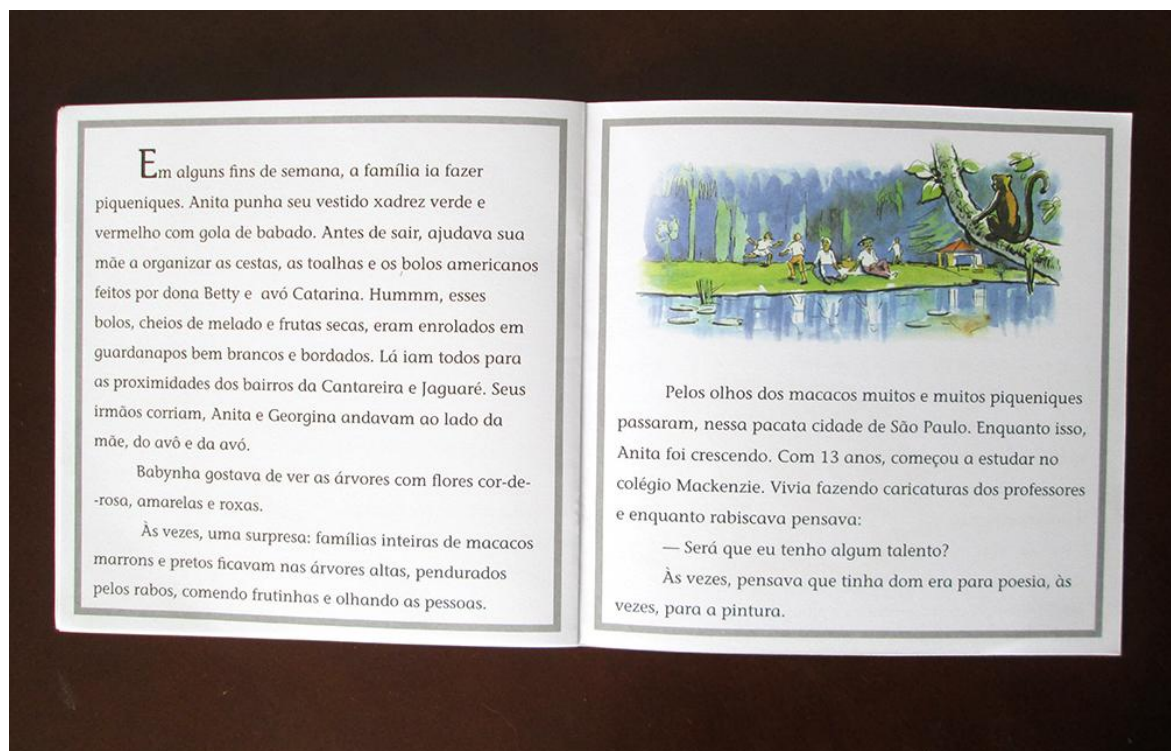 Em alguns fins de semana, a família ia fazer
piqueniques. Anita punha seu vestido xadrez verde e
vermelho com gola de babado. Antes de sair, ajudava sua
mãe a organizar as cestas, as toalhas e os bolos americanos
feitos por dona Betty e avó Catarina. Hummm, esses
bolos, cheios de melado e frutas secas, eram enrolados em
guardanapos bem brancos e bordados. Lá iam todos para
as proximidades dos bairros da Cantareira e Jaguaré. Seus
irmãos corriam, Anita e Georgina andavam ao lado da
mãe, do avô e da avó.
Babynha gostava de ver as árvores com flores cor-de-
-rosa, amarelas e roxas.
Às vezes, uma surpresa: famílias inteiras de macacos
marrons e pretos ficavam nas árvores altas, pendurados
pelos rabos, comendo frutinhas e olhando as pessoas.
Pelos olhos dos macacos muitos e muitos piqueniques
passaram, nessa pacata cidade de São Paulo. Enquanto isso,
Anita foi crescendo. Com 13 anos, começou a estudar no
colégio Mackenzie. Vivia fazendo caricaturas dos professores
e enquanto rabiscava pensava:
— Será que eu tenho algum talento?
Às vezes, pensava que tinha dom era para poesia, às
vezes, para a pintura.